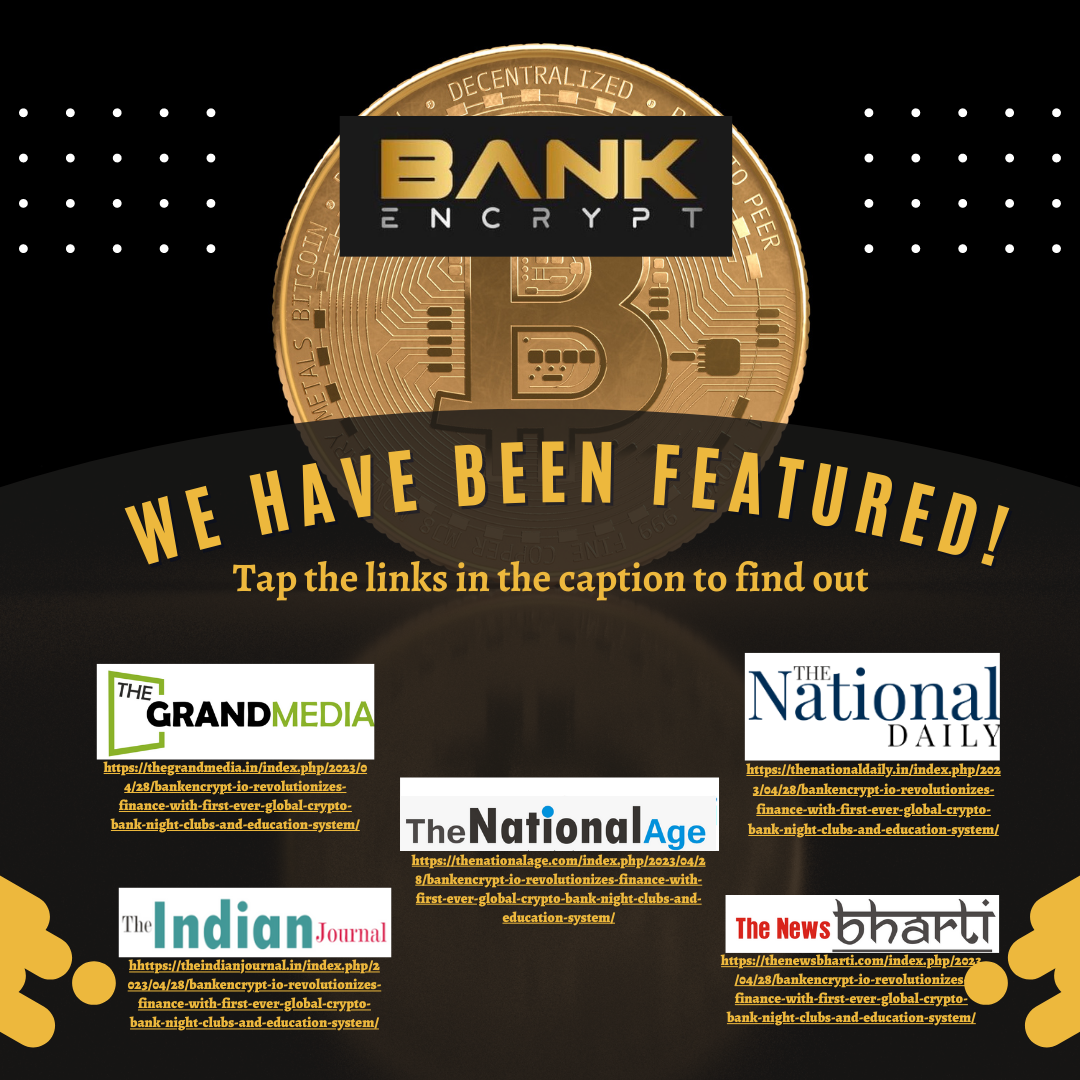 DECENTRALIZED
TO PEER
BITCOIN
METALS
BANK
ENCRYPT
WE HAVE BEEN FEATURED!
Tap the links in the caption to find out
THE
GRANDMEDIA
https://thegrandmedia.in/index.php/2023/0
4/28/bankencrypt-io-revolutionizes-
finance-with-first-ever-global-crypto-
bank-night-clubs-and-education-system/
THE
National
DAILY
https://thenationaldaily.in/index.php/202
3/04/28/bankencrypt-io-revolutionizes-
finance-with-first-ever-global-crypto-
bank-night-clubs-and-education-system/
TheNationalAge
https://thenationalage.com/index.php/2023/04/2
8/bankencrypt-io-revolutionizes-finance-with-
first-ever-global-crypto-bank-night-clubs-and-
education-system/
The Indian Journal
hhttps://theindianjournal.in/index.php/2
023/04/28/bankencrypt-io-revolutionizes-
finance-with-first-ever-global-crypto-
bank-night-clubs-and-education-system/
The News bharti
https://thenewsbharti.com/index.php/2023
/04/28/bankencrypt-io-revolutionizes-
finance-with-first-ever-global-crypto-
bank-night-clubs-and-education-system/